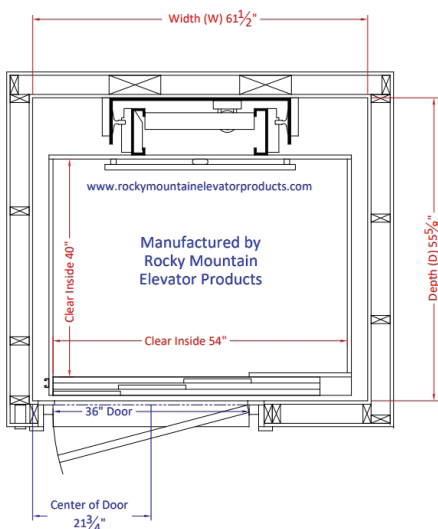 Width (W) 61½"
www.rockymountainelevatorproducts.com
Manufactured by
Rocky Mountain
Elevator Products
Clear Inside 40"
Depth (D) 55⅝"
Clear Inside 54"
36" Door
Center of Door
21¾"